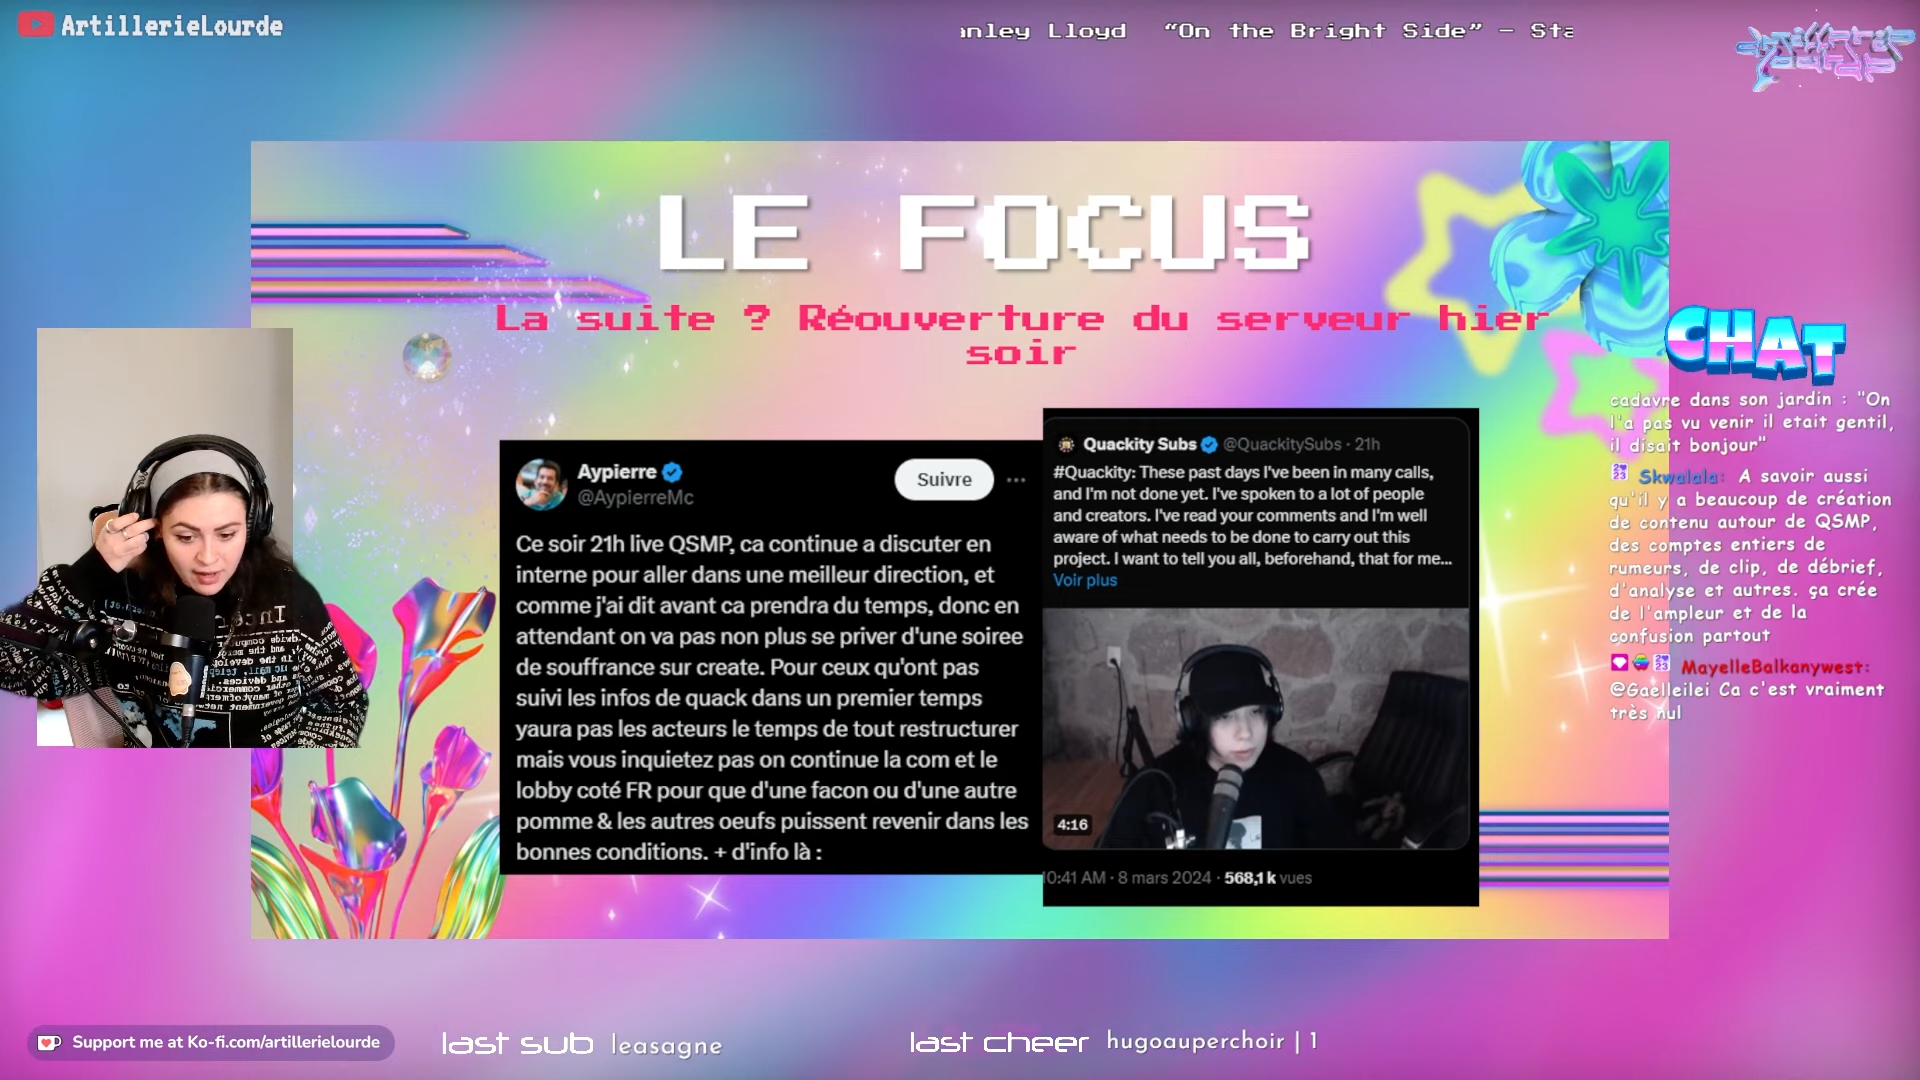 ArtillerieLourde
nley Lloyd “On the Bright Side” – Sta
LE FOCUS
La suite ? Réouverture du serveur hier
soir
CHAT
cadavre dans son jardin : "On
l'a pas vu venir il etait gentil,
il disait bonjour"
Skwalala: A savoir aussi
qu'il y a beaucoup de création
de contenu autour de QSMP,
des comptes entiers de
rumeurs, de clip, de débrief,
d'analyse et autres. ça crée
de l'ampleur et de la
confusion partout
MayelleBalkanywest:
@Gaelleilei Ca c'est vraiment
très nul
Aypierre
@AypierreMc
Suivre
Ce soir 21h live QSMP, ca continue a discuter en
interne pour aller dans une meilleur direction, et
comme j'ai dit avant ca prendra du temps, donc en
attendant on va pas non plus se priver d'une soiree
de souffrance sur create. Pour ceux qu'ont pas
suivi les infos de quack dans un premier temps
yaura pas les acteurs le temps de tout restructurer
mais vous inquietez pas on continue la com et le
lobby coté FR pour que d'une facon ou d'une autre
pomme & les autres oeufs puissent revenir dans les
bonnes conditions. + d'info là :
Quackity Subs @QuackitySubs · 21h
#Quackity: These past days I've been in many calls,
and I'm not done yet. I've spoken to a lot of people
and creators. I've read your comments and I'm well
aware of what needs to be done to carry out this
project. I want to tell you all, beforehand, that for me...
Voir plus
4:16
10:41 AM · 8 mars 2024 · 568,1 k vues
Support me at Ko-fi.com/artillerielourde
last sub leasagne
last cheer hugoauperchoir | 1